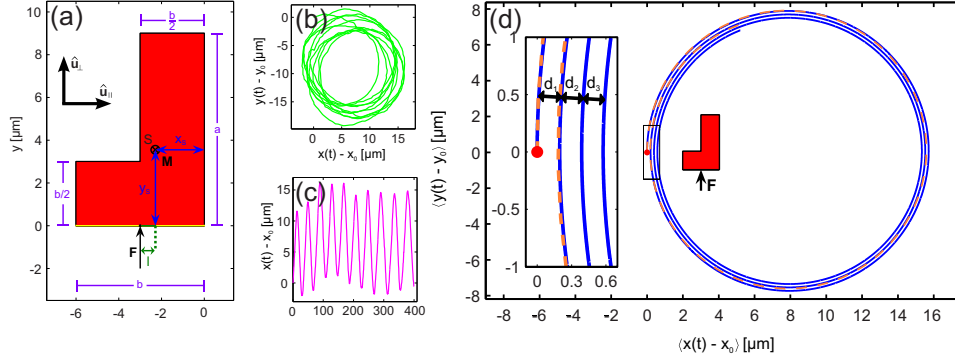 (a)
b/2
10
8
6
4
2
0
-2
y [μm]
û⊥
û∥
S
xs
M
ys
a
b/2
F
l
b
-6 -4 -2 0
(b)
0
-5
-10
-15
y(t) - y₀ [μm]
0 5 10 15
x(t) - x₀ [μm]
(c)
15
10
5
0
x(t) - x₀ [μm]
0 100 200 300 400
(d)
8
6
4
2
0
2
4
6
8
⟨y(t) - y₀⟩ [μm]
1
0.5
0
0.5
-1
d₁ d₂ d₃
0 0.3 0.6
F
-8 -6 -4 -2 0 2 4 6 8 10 12 14 16
⟨x(t) - x₀⟩ [μm]